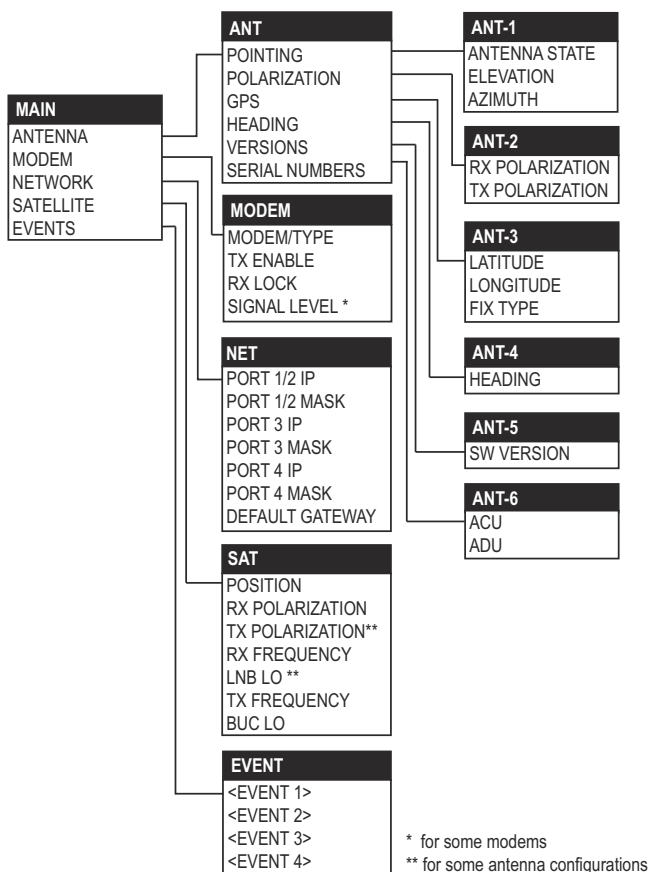 MAIN
ANTENNA
MODEM
NETWORK
SATELLITE
EVENTS
ANT
POINTING
POLARIZATION
GPS
HEADING
VERSIONS
SERIAL NUMBERS
MODEM
MODEM/TYPE
TX ENABLE
RX LOCK
SIGNAL LEVEL *
NET
PORT 1/2 IP
PORT 1/2 MASK
PORT 3 IP
PORT 3 MASK
PORT 4 IP
PORT 4 MASK
DEFAULT GATEWAY
SAT
POSITION
RX POLARIZATION
TX POLARIZATION**
RX FREQUENCY
LNB LO **
TX FREQUENCY
BUC LO
EVENT
<EVENT 1>
<EVENT 2>
<EVENT 3>
<EVENT 4>
ANT-1
ANTENNA STATE
ELEVATION
AZIMUTH
ANT-2
RX POLARIZATION
TX POLARIZATION
ANT-3
LATITUDE
LONGITUDE
FIX TYPE
ANT-4
HEADING
ANT-5
SW VERSION
ANT-6
ACU
ADU
* for some modems
** for some antenna configurations